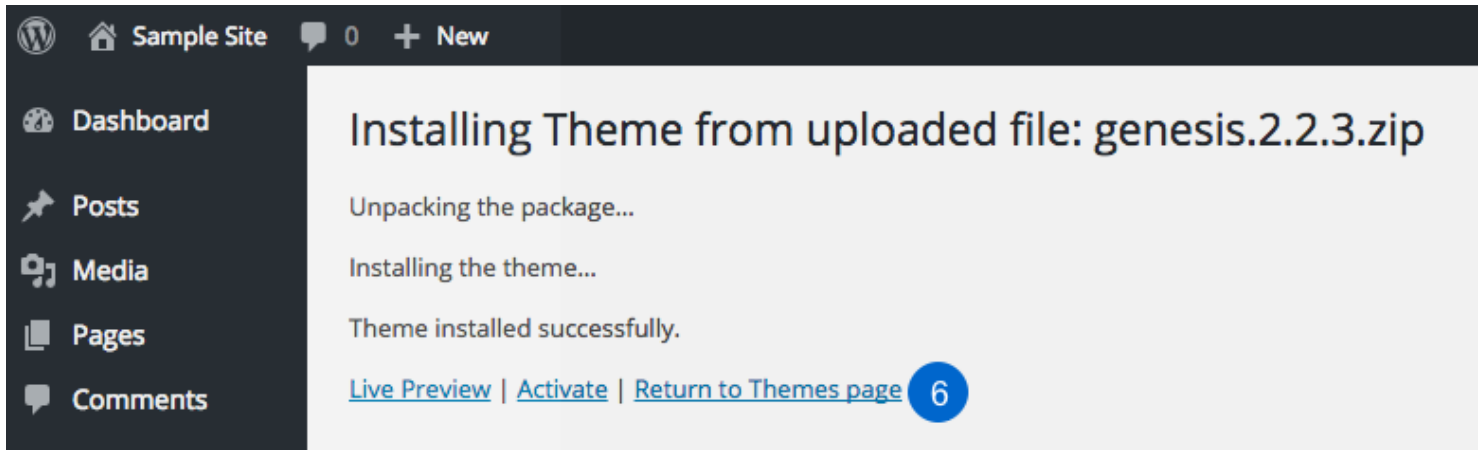 Sample Site 0 + New
Dashboard
Installing Theme from uploaded file: genesis.2.2.3.zip
Posts
Unpacking the package...
Media
Installing the theme...
Pages
Theme installed successfully.
Comments
Live Preview | Activate | Return to Themes page 6